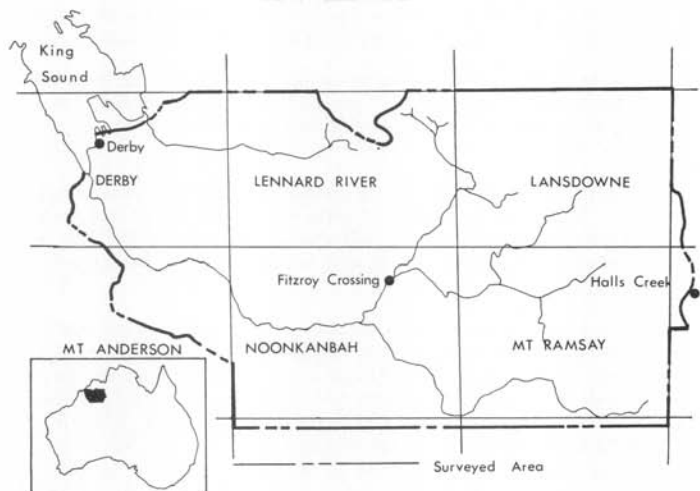 King
Sound
Derby
DERBY
LENNARD RIVER
LANSDOWNE
Fitzroy Crossing
Halls Creek
MT ANDERSON
NOONKANBAH
MT RAMSAY
Surveyed Area